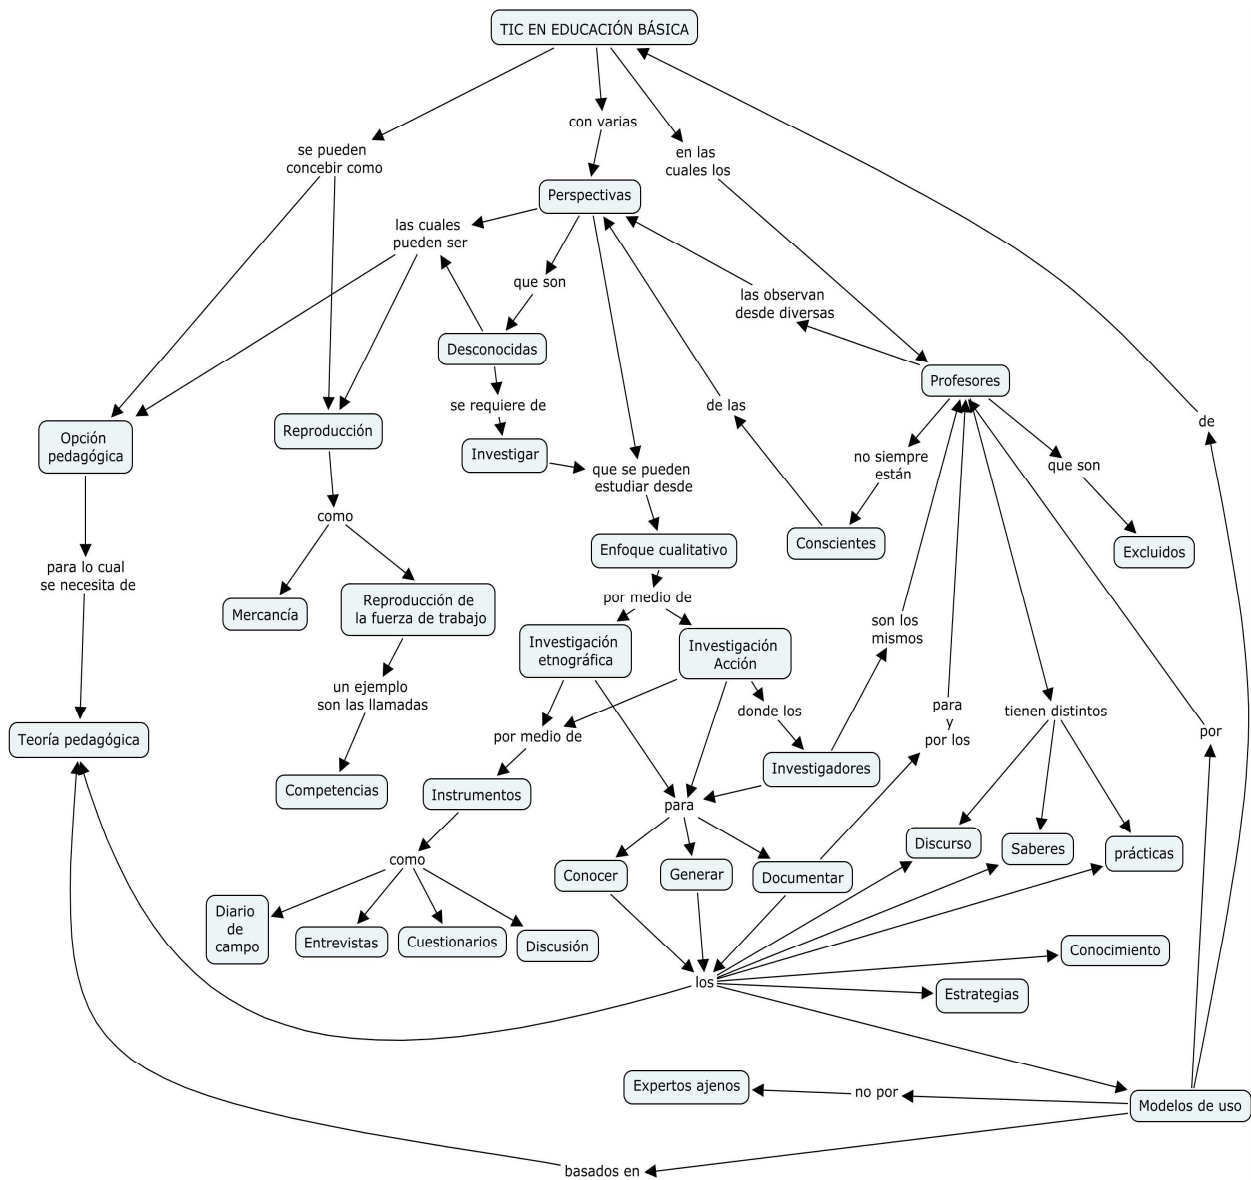 TIC EN EDUCACIÓN BÁSICA
con varias
se pueden
concebir como
en las
cuales los
Perspectivas
las cuales
pueden ser
que son
las observan
desde diversas
Desconocidas
Profesores
se requiere de
de las
de
Opción
pedagógica
Reproducción
Investigar
que se pueden
estudiar desde
no siempre
están
que son
como
Enfoque cualitativo
Conscientes
Excluidos
para lo cual
se necesita de
Mercancía
Reproducción de
la fuerza de trabajo
por medio de
Investigación
etnográfica
Investigación
Acción
son los
mismos
un ejemplo
son las llamadas
donde los
para
y
por los
tienen distintos
Teoría pedagógica
por medio de
por
Competencias
Instrumentos
Investigadores
para
como
Conocer
Generar
Documentar
Discurso
Saberes
prácticas
Diario
de
campo
Entrevistas
Cuestionarios
Discusión
los
Conocimiento
Estrategias
Expertos ajenos
no por
Modelos de uso
basados en